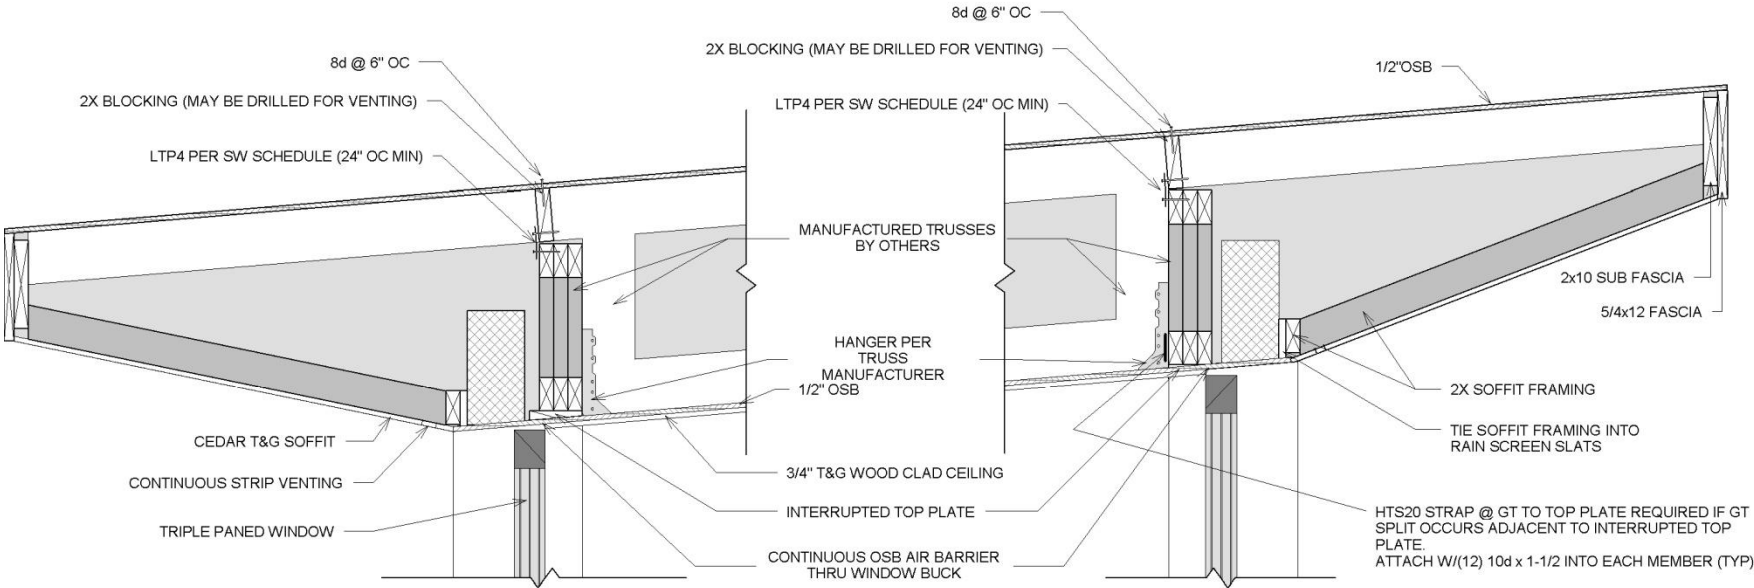 8d @ 6" OC
2X BLOCKING (MAY BE DRILLED FOR VENTING)
LTP4 PER SW SCHEDULE (24" OC MIN)
8d @ 6" OC
2X BLOCKING (MAY BE DRILLED FOR VENTING)
LTP4 PER SW SCHEDULE (24" OC MIN)
1/2"OSB
MANUFACTURED TRUSSES
BY OTHERS
HANGER PER
TRUSS
MANUFACTURER
1/2" OSB
2x10 SUB FASCIA
5/4x12 FASCIA
2X SOFFIT FRAMING
TIE SOFFIT FRAMING INTO
RAIN SCREEN SLATS
CEDAR T&G SOFFIT
CONTINUOUS STRIP VENTING
TRIPLE PANED WINDOW
3/4" T&G WOOD CLAD CEILING
INTERRUPTED TOP PLATE
CONTINUOUS OSB AIR BARRIER
THRU WINDOW BUCK
HTS20 STRAP @ GT TO TOP PLATE REQUIRED IF GT
SPLIT OCCURS ADJACENT TO INTERRUPTED TOP
PLATE.
ATTACH W/(12) 10d x 1-1/2 INTO EACH MEMBER (TYP)